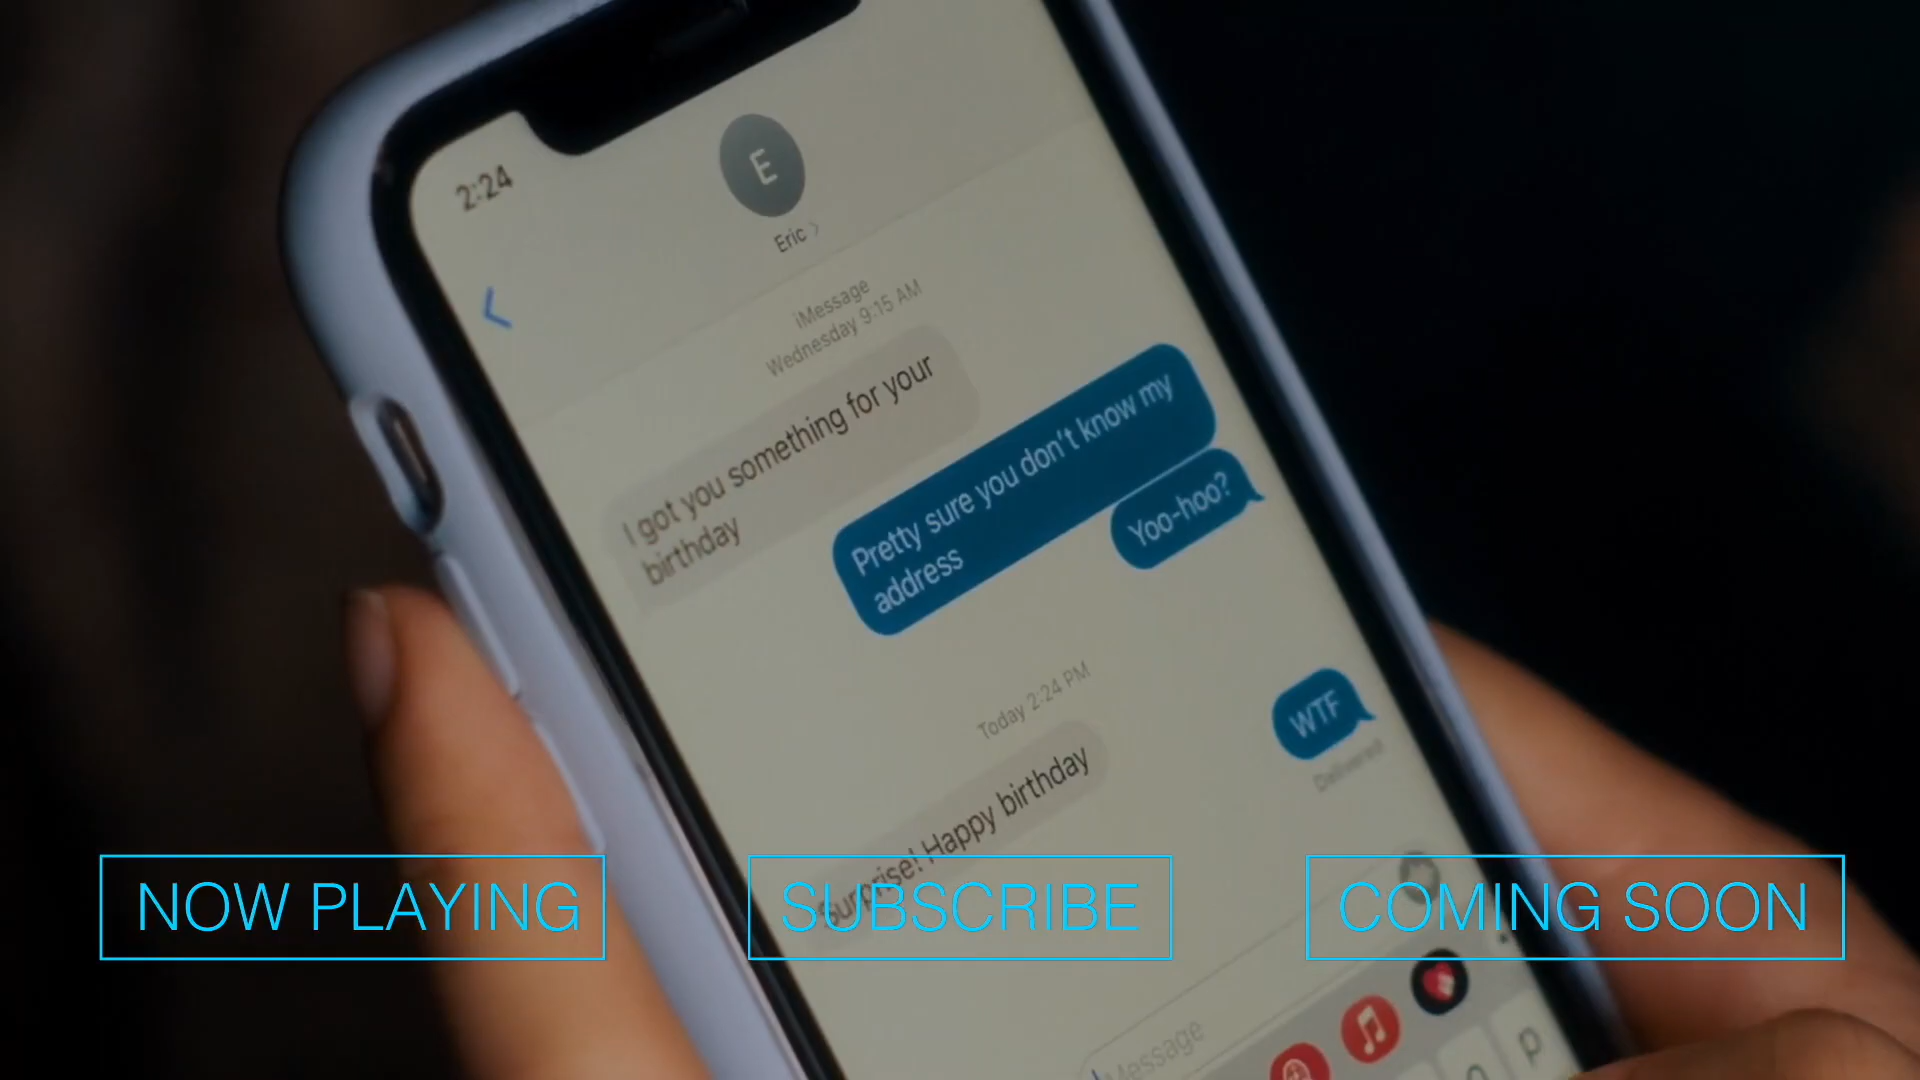 2:24
E
Eric >
iMessage
Wednesday 9:15 AM
I got you something for your
birthday
Pretty sure you don't know my
address
Yoo-hoo?
Today 2:24 PM
Surprise! Happy birthday
WTF
Delivered
Message
p
NOW PLAYING
SUBSCRIBE
COMING SOON